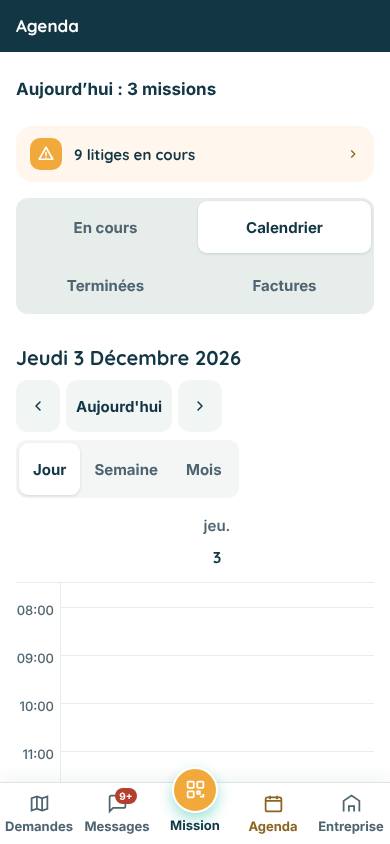 Agenda
Aujourd’hui : 3 missions
9 litiges en cours
En cours
Calendrier
Terminées
Factures
Jeudi 3 Décembre 2026
Aujourd'hui
Jour
Semaine
Mois
jeu.
3
08:00
09:00
10:00
11:00
9+
Demandes
Messages
Mission
Agenda
Entreprise